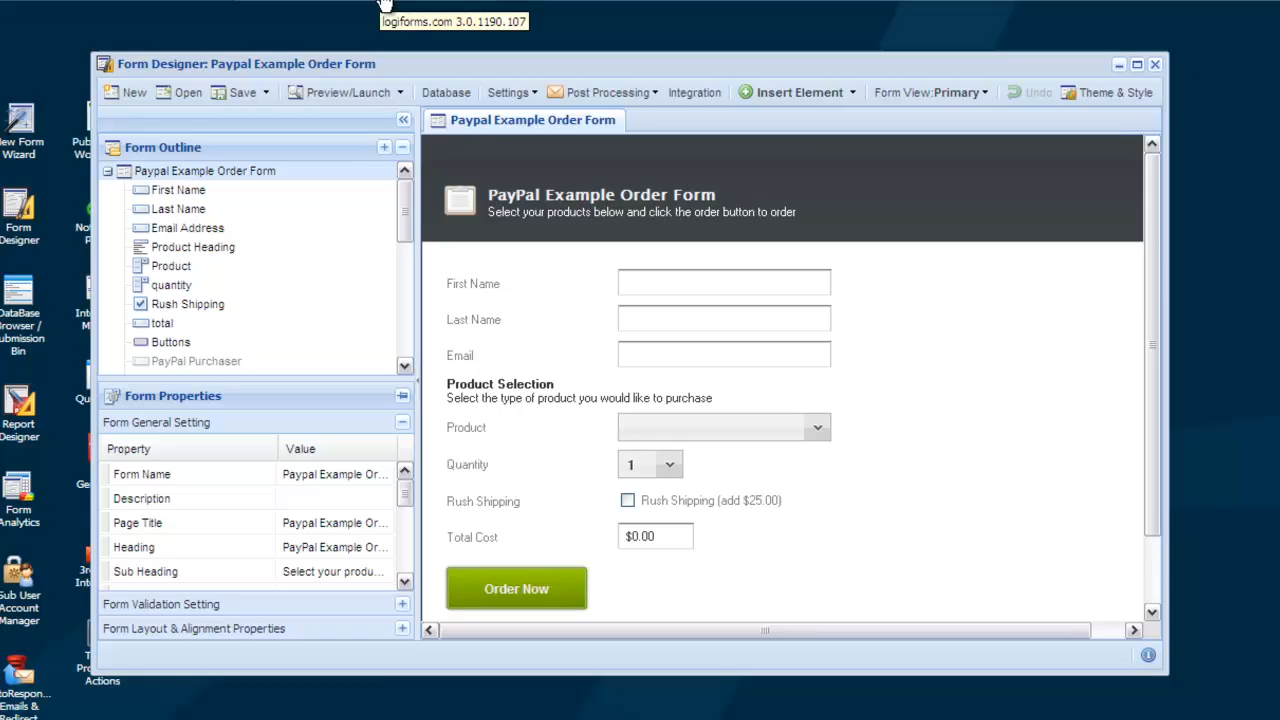 logiforms.com 3.0.1190.107
Form Designer: Paypal Example Order Form
New Open Save Preview/Launch Database Settings Post Processing Integration Insert Element Form View:Primary Undo Theme & Style
Paypal Example Order Form
Form Outline
Paypal Example Order Form
First Name
Last Name
Email Address
Product Heading
Product
quantity
Rush Shipping
total
Buttons
PayPal Purchaser
Form Properties
Form General Setting
Property Value
Form Name Paypal Example Or...
Description
Page Title Paypal Example Or...
Heading PayPal Example Or...
Sub Heading Select your produ...
Form Validation Setting
Form Layout & Alignment Properties
PayPal Example Order Form
Select your products below and click the order button to order
First Name
Last Name
Email
Product Selection
Select the type of product you would like to purchase
Product
Quantity 1
Rush Shipping Rush Shipping (add $25.00)
Total Cost $0.00
Order Now
Wizard
Form
Designer
Browser /
Bin
Report
Designer
Form
Analytics
Sub User
Account
Manager
Emails &
Redirect
Actions